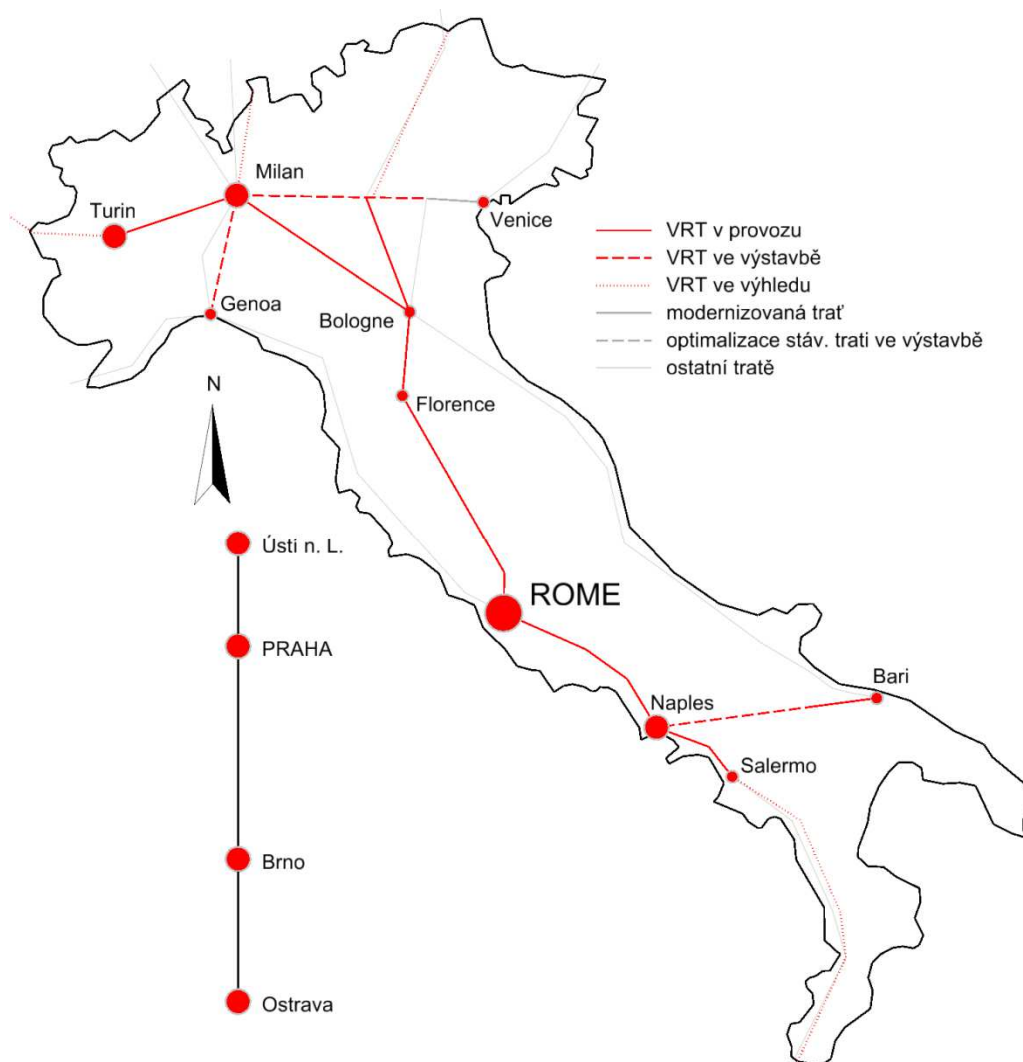 Milan
Turin
Venice
Genoa
Bologne
Florence
N
ROME
Naples
Bari
Salermo
VRT v provozu
VRT ve výstavbě
VRT ve výhledu
modernizovaná trať
optimalizace stáv. trati ve výstavbě
ostatní tratě
Ústí n. L.
PRAHA
Brno
Ostrava